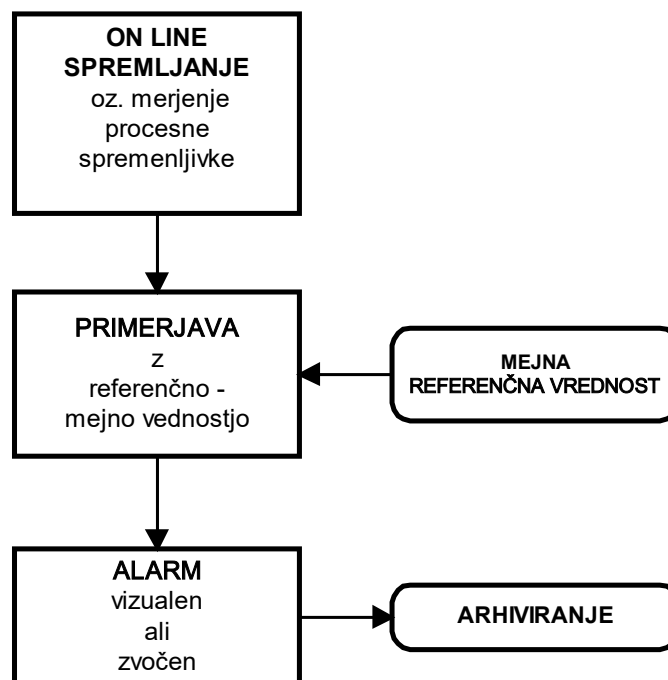 ON LINE
SPREMLJANJE
oz. merjenje
procesne
spremenljivke
PRIMERJAVA
z
referenčno -
mejno vednostjo
MEJNA
REFERENČNA VREDNOST
ALARM
vizualen
ali
zvočen
ARHIVIRANJE